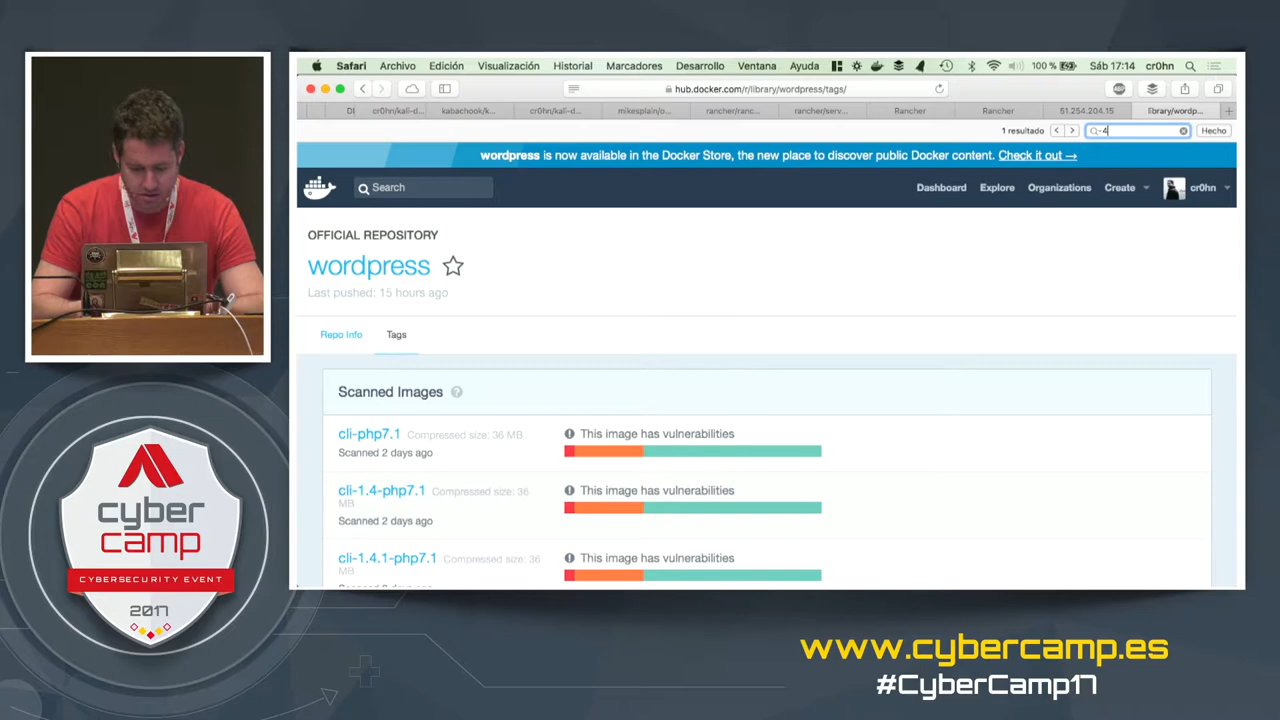 Safari Archivo Edición Visualización Historial Marcadores Desarrollo Ventana Ayuda 100 % Sáb 17:14 cr0hn
hub.docker.com/r/library/wordpress/tags/
DI cr0hn/kali-d... kabachook/k... cr0hn/kali-d... mikesplain/o... rancher/ranc... rancher/serv... Rancher Rancher 51.254.204.15 library/wordp...
1 resultado -4 Hecho
wordpress is now available in the Docker Store, the new place to discover public Docker content. Check it out →
Search Dashboard Explore Organizations Create cr0hn
OFFICIAL REPOSITORY
wordpress
Last pushed: 15 hours ago
Repo Info Tags
Scanned Images ?
cli-php7.1 Compressed size: 36 MB This image has vulnerabilities
Scanned 2 days ago
cli-1.4-php7.1 Compressed size: 36 This image has vulnerabilities
MB
Scanned 2 days ago
cli-1.4.1-php7.1 Compressed size: 36 This image has vulnerabilities
MB
cyber
camp
CYBERSECURITY EVENT
2017
www.cybercamp.es
#CyberCamp17